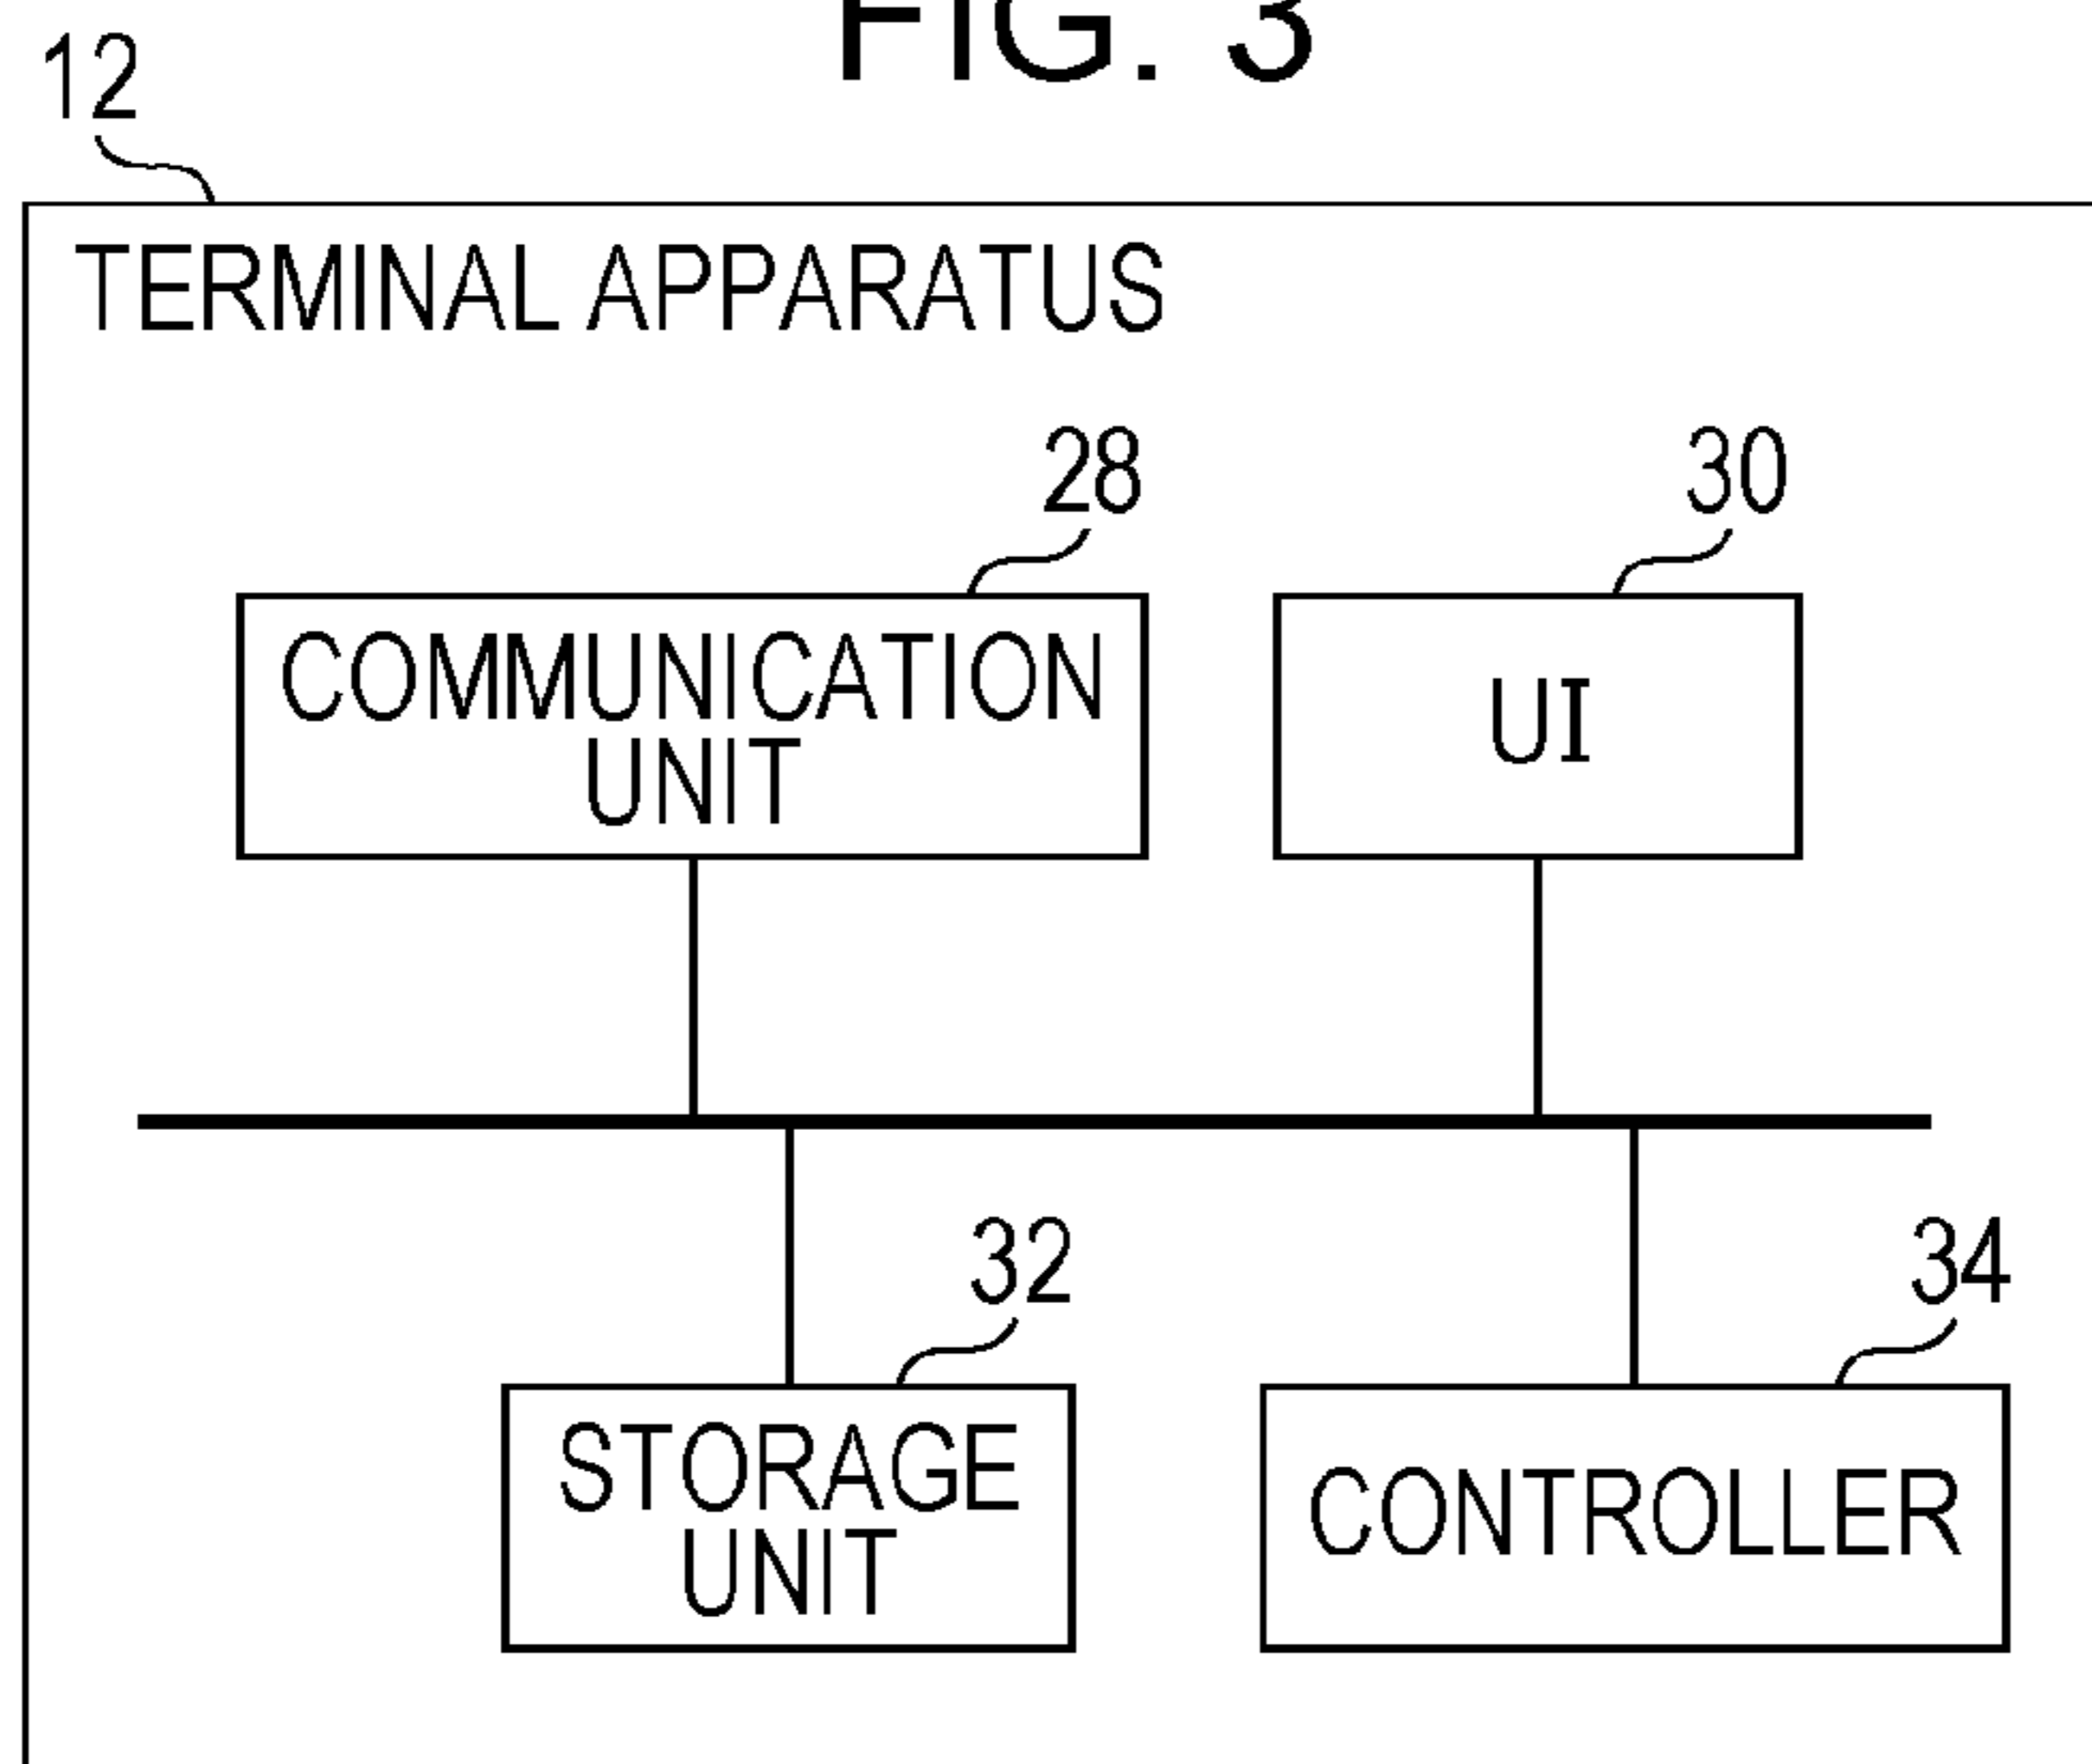 FIG. 3
12
TERMINAL APPARATUS
28
30
COMMUNICATION
UNIT
UI
32
34
STORAGE
UNIT
CONTROLLER